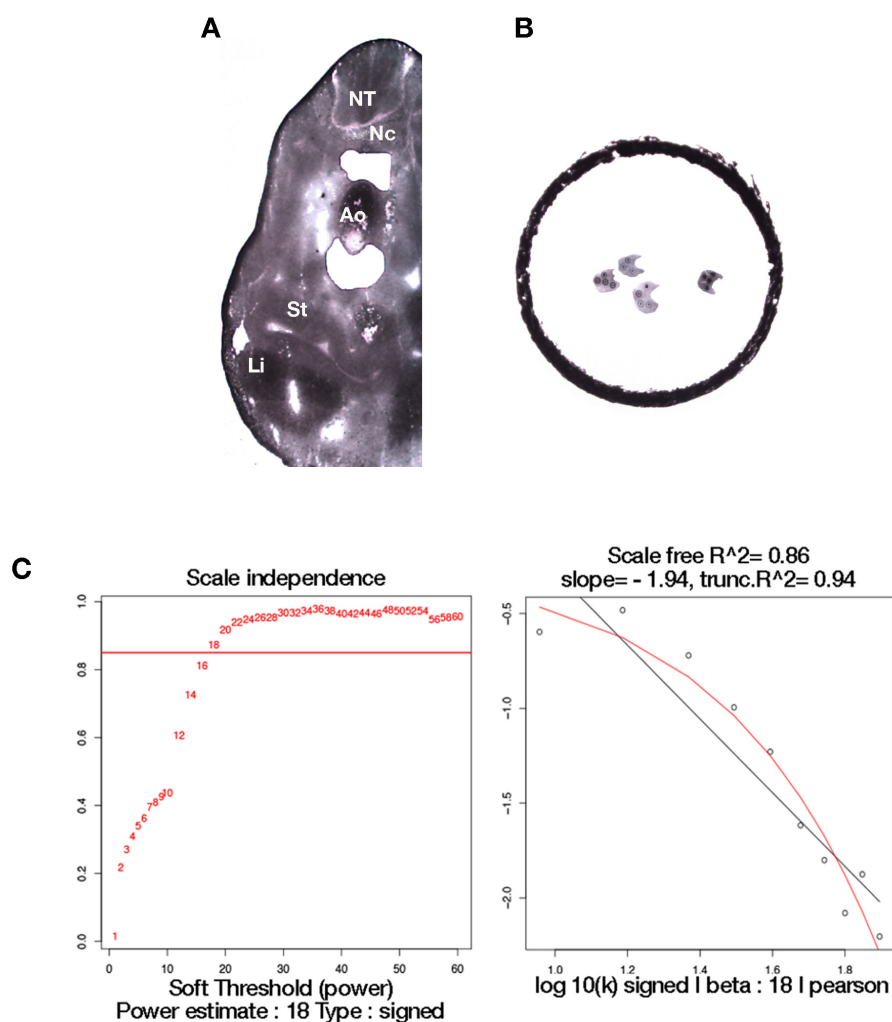 A
B
NT
Nc
Ao
St
Li
C
Scale independence
1.0
0.8
0.6
0.4
0.2
0.0
1
2
3
4
5
6
7
8
9
10
12
14
16
18
20
22
24
26
28
30
32
34
36
38
40
42
44
46
48
50
52
54
56
58
60
0 10 20 30 40 50 60
Soft Threshold (power)
Power estimate : 18 Type : signed
Scale free R^2= 0.86
slope= - 1.94, trunc.R^2= 0.94
−0.5
−1.0
−1.5
−2.0
1.0 1.2 1.4 1.6 1.8
log 10(k) signed I beta : 18 I pearson